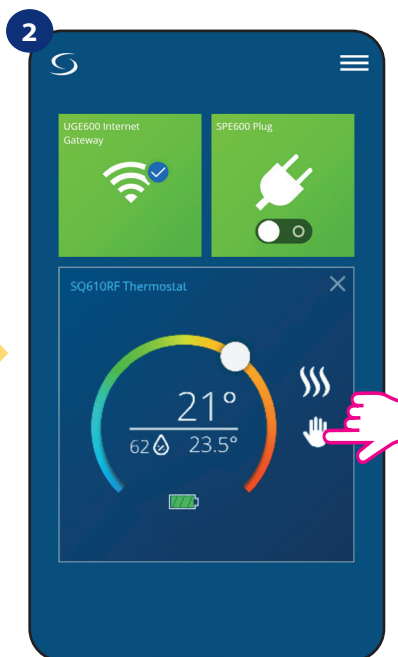 2
UGE600 Internet
Gateway
SPE600 Plug
SQ610RF Thermostat
21°
62 % 23.5°